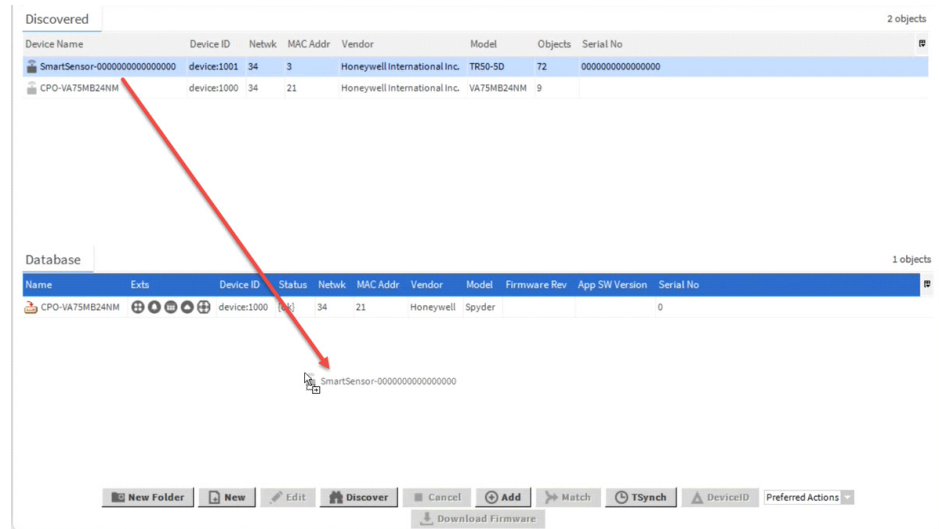 Discovered 2 objects
Device Name Device ID Netwk MAC Addr Vendor Model Objects Serial No
SmartSensor-0000000000000000 device:1001 34 3 Honeywell International Inc. TR50-5D 72 0000000000000000
CPO-VA75MB24NM device:1000 34 21 Honeywell International Inc. VA75MB24NM 9
Database 1 objects
Name Exts Device ID Status Netwk MAC Addr Vendor Model Firmware Rev App SW Version Serial No
CPO-VA75MB24NM device:1000 {ok} 34 21 Honeywell Spyder 0
SmartSensor-0000000000000000
New Folder New Edit Discover Cancel Add Match TSynch DeviceID Preferred Actions
Download Firmware